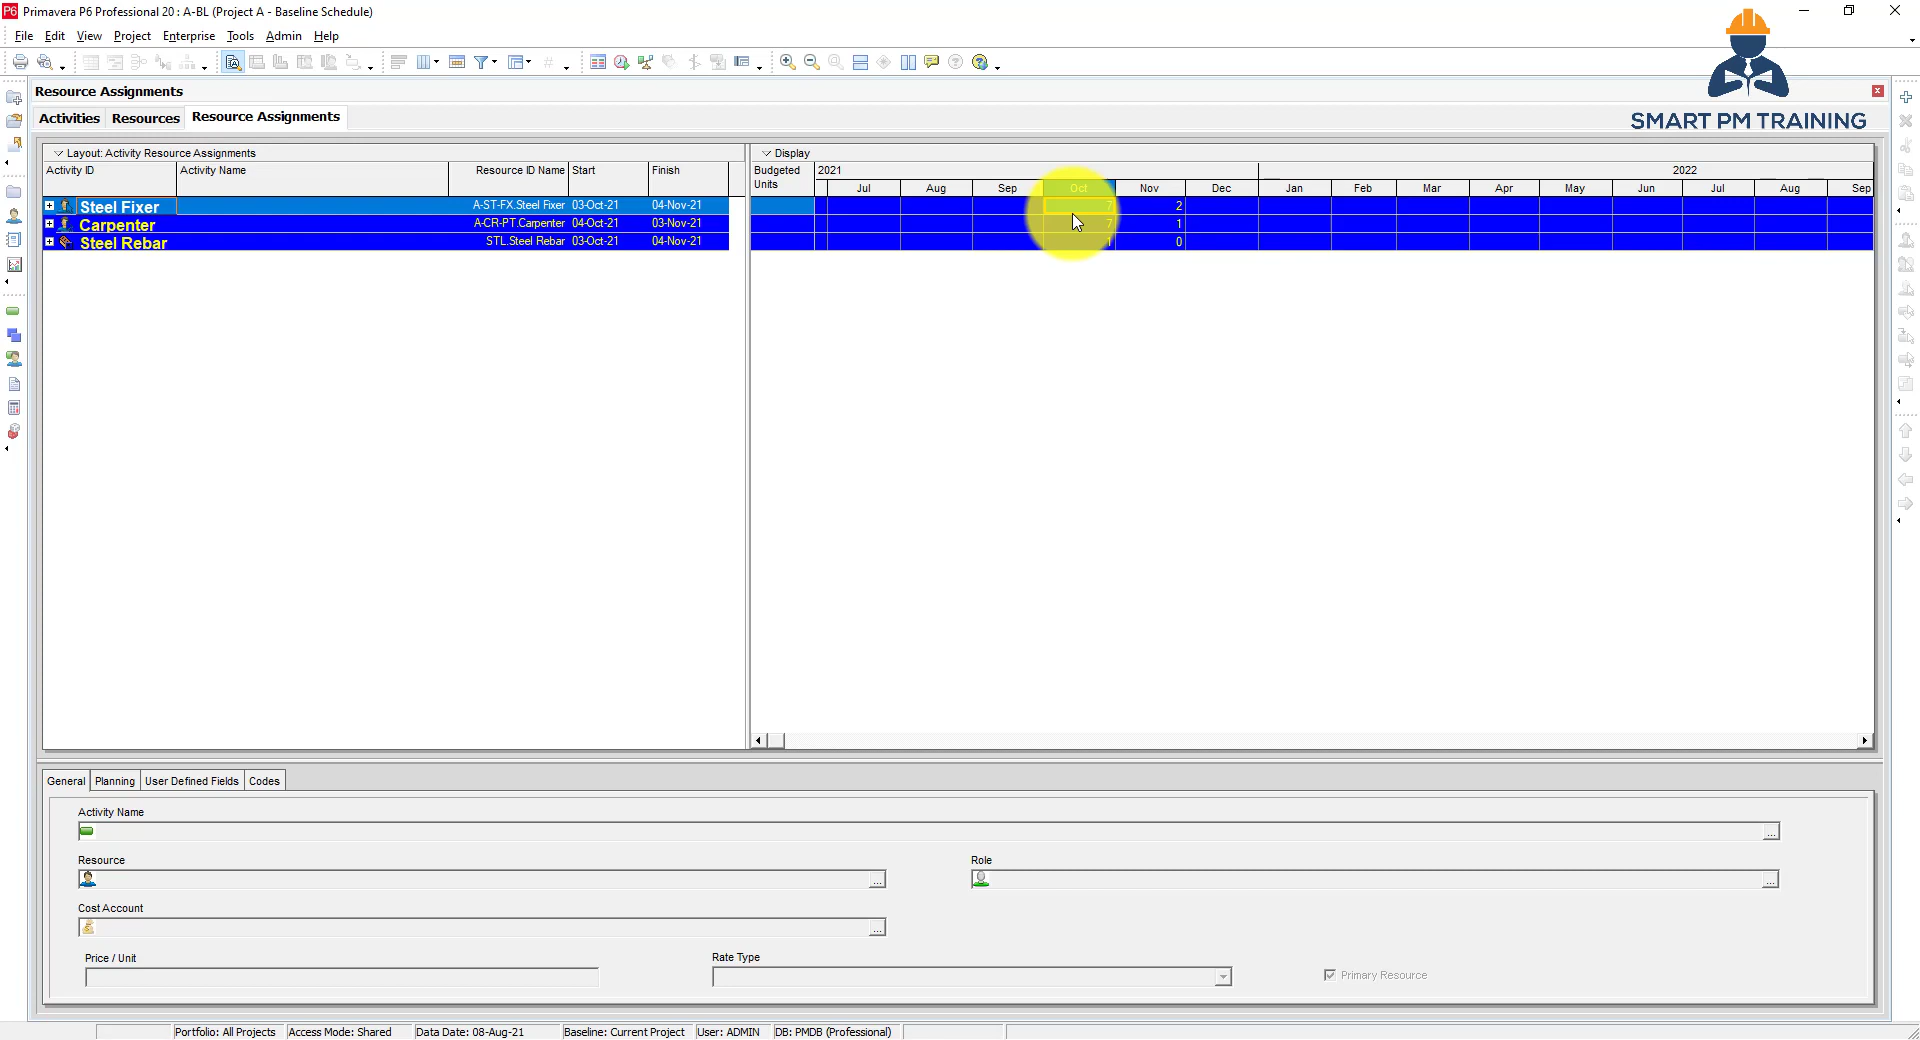 P6 Primavera P6 Professional 20 : A-BL (Project A - Baseline Schedule)
File Edit View Project Enterprise Tools Admin Help
Resource Assignments
Activities Resources Resource Assignments
SMART PM TRAINING
Layout: Activity Resource Assignments Display
Activity ID Activity Name Resource ID Name Start Finish Budgeted Units 2021 2022
Jul Aug Sep Oct Nov Dec Jan Feb Mar Apr May Jun Jul Aug Sep
Steel Fixer A-ST-FX.Steel Fixer 03-Oct-21 04-Nov-21 7 2
Carpenter A-CR-PT.Carpenter 04-Oct-21 03-Nov-21 7 1
Steel Rebar STL.Steel Rebar 03-Oct-21 04-Nov-21 1 0
General Planning User Defined Fields Codes
Activity Name
...
Resource Role
... ...
Cost Account
...
Price / Unit Rate Type
Primary Resource
Portfolio: All Projects Access Mode: Shared Data Date: 08-Aug-21 Baseline: Current Project User: ADMIN DB: PMDB (Professional)